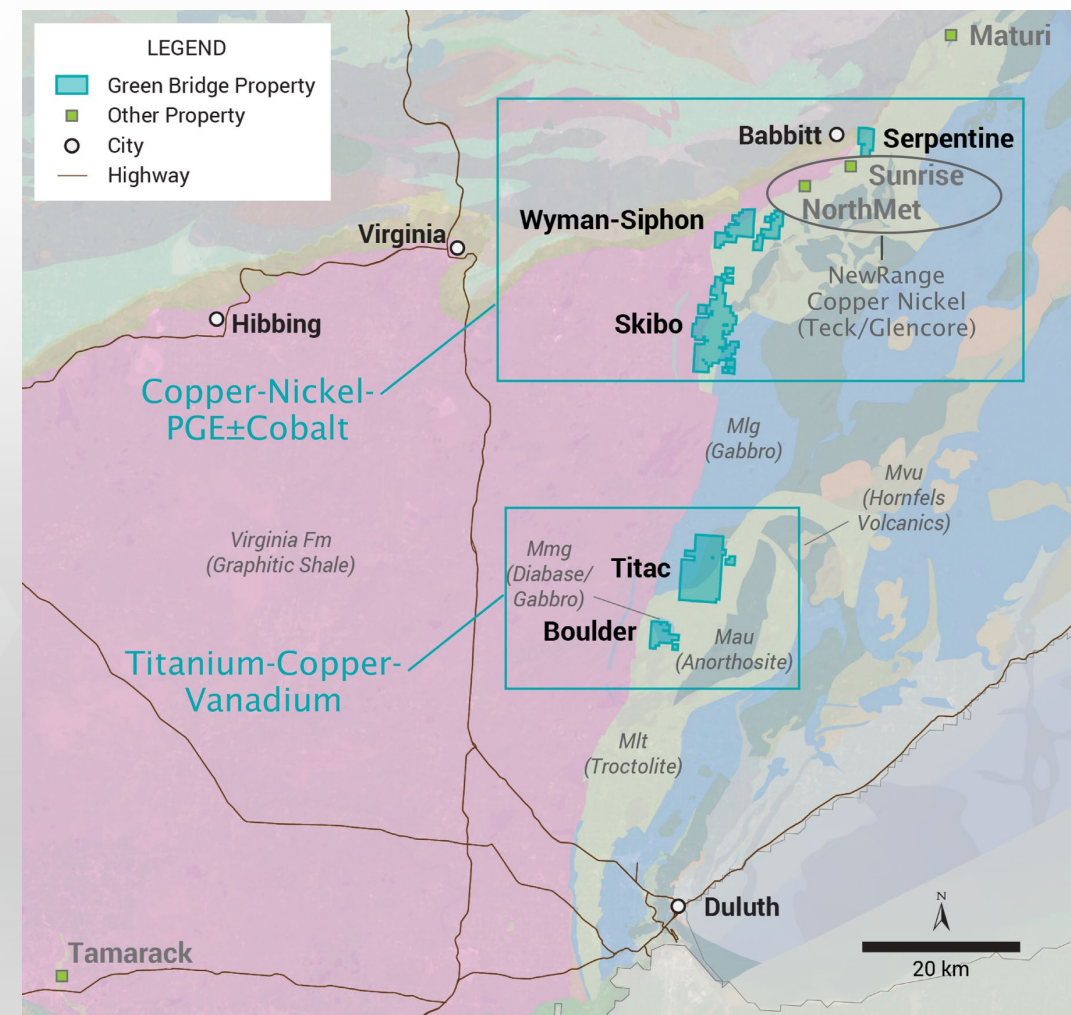 LEGEND
Green Bridge Property
Other Property
City
Highway
Maturi
Babbitt
Serpentine
Sunrise
NorthMet
Wyman-Siphon
Virginia
NewRange
Copper Nickel
(Teck/Glencore)
Hibbing
Skibo
Copper-Nickel-
PGE±Cobalt
Mlg
(Gabbro)
Mvu
(Hornfels
Volcanics)
Virginia Fm
(Graphitic Shale)
Mmg
(Diabase/
Gabbro)
Titac
Boulder
Mau
(Anorthosite)
Titanium-Copper-
Vanadium
Mlt
(Troctolite)
Duluth
N
20 km
Tamarack